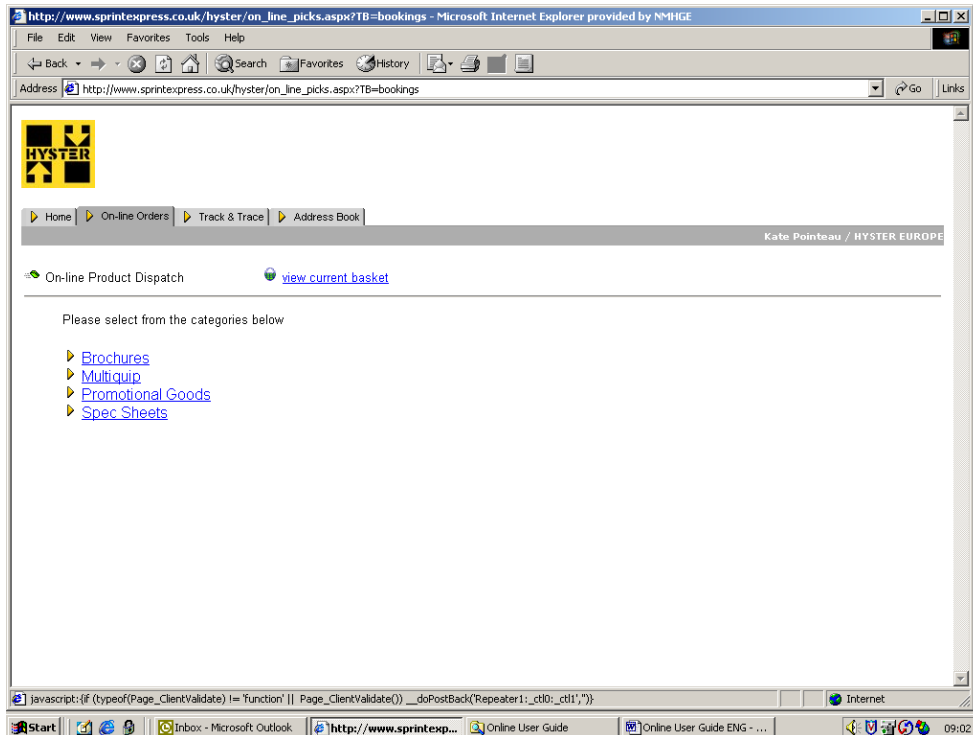 http://www.sprintexpress.co.uk/hyster/on_line_picks.aspx?TB=bookings - Microsoft Internet Explorer provided by NMHGE
File Edit View Favorites Tools Help
Back Search Favorites History
Address http://www.sprintexpress.co.uk/hyster/on_line_picks.aspx?TB=bookings Go Links
HYSTER
Home On-line Orders Track & Trace Address Book
Kate Pointeau / HYSTER EUROPE
On-line Product Dispatch view current basket
Please select from the categories below
Brochures
Multiquip
Promotional Goods
Spec Sheets
javascript:{if (typeof(Page_ClientValidate) != 'function' || Page_ClientValidate()) __doPostBack('Repeater1:_ctl0:_ctl1','')} Internet
Start Inbox - Microsoft Outlook http://www.sprintexp... Online User Guide Online User Guide ENG - ... 09:02